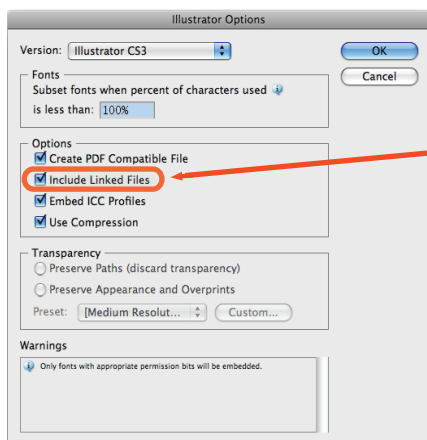 Illustrator Options
Version: Illustrator CS3
OK
Cancel
Fonts
Subset fonts when percent of characters used
is less than: 100%
Options
Create PDF Compatible File
Include Linked Files
Embed ICC Profiles
Use Compression
Transparency
Preserve Paths (discard transparency)
Preserve Appearance and Overprints
Preset: [Medium Resolut... Custom...
Warnings
Only fonts with appropriate permission bits will be embedded.